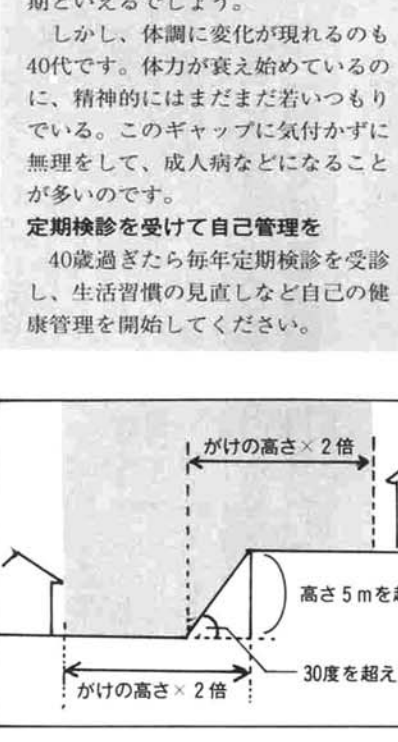 期といえるでしょう。
しかし、体調に変化が現れるのも
40代です。体力が衰え始めているの
に、精神的にはまだまだ若いつもり
でいる。このギャップに気付かずに
無理をして、成人病などになること
が多いのです。
定期検診を受けて自己管理を
40歳過ぎたら毎年定期検診を受診
し、生活習慣の見直しなど自己の健
康管理を開始してください。
がけの高さ×2倍
高さ5mを
30度を超え
がけの高さ×2倍